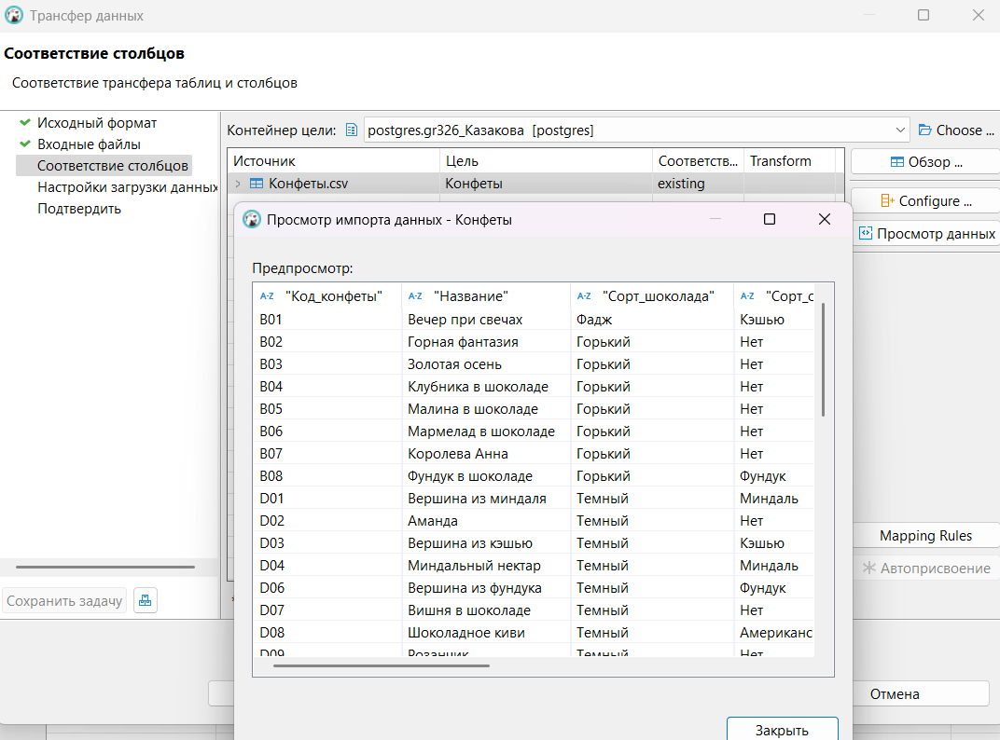 Трансфер данных
Соответствие столбцов
Соответствие трансфера таблиц и столбцов
Исходный формат
Входные файлы
Соответствие столбцов
Настройки загрузки данных
Подтвердить
Контейнер цели: postgres.gr326_Казакова [postgres] Choose ...
Источник Цель Соответств... Transform
Конфеты.csv Конфеты existing
Обзор ...
Configure ...
Просмотр данных
Просмотр импорта данных - Конфеты
Предпросмотр:
A-Z "Код_конфеты" A-Z "Название" A-Z "Сорт_шоколада" A-Z "Сорт_
B01 Вечер при свечах Фадж Кэшью
B02 Горная фантазия Горький Нет
B03 Золотая осень Горький Нет
B04 Клубника в шоколаде Горький Нет
B05 Малина в шоколаде Горький Нет
B06 Мармелад в шоколаде Горький Нет
B07 Королева Анна Горький Нет
B08 Фундук в шоколаде Горький Фундук
D01 Вершина из миндаля Темный Миндаль
D02 Аманда Темный Нет
D03 Вершина из кэшью Темный Кэшью
D04 Миндальный нектар Темный Миндаль
D06 Вершина из фундука Темный Фундук
D07 Вишня в шоколаде Темный Нет
D08 Шоколадное киви Темный Американс
D09 Розанчик Темный Нет
Mapping Rules
Автоприсвоение
Сохранить задачу
Отмена
Закрыть